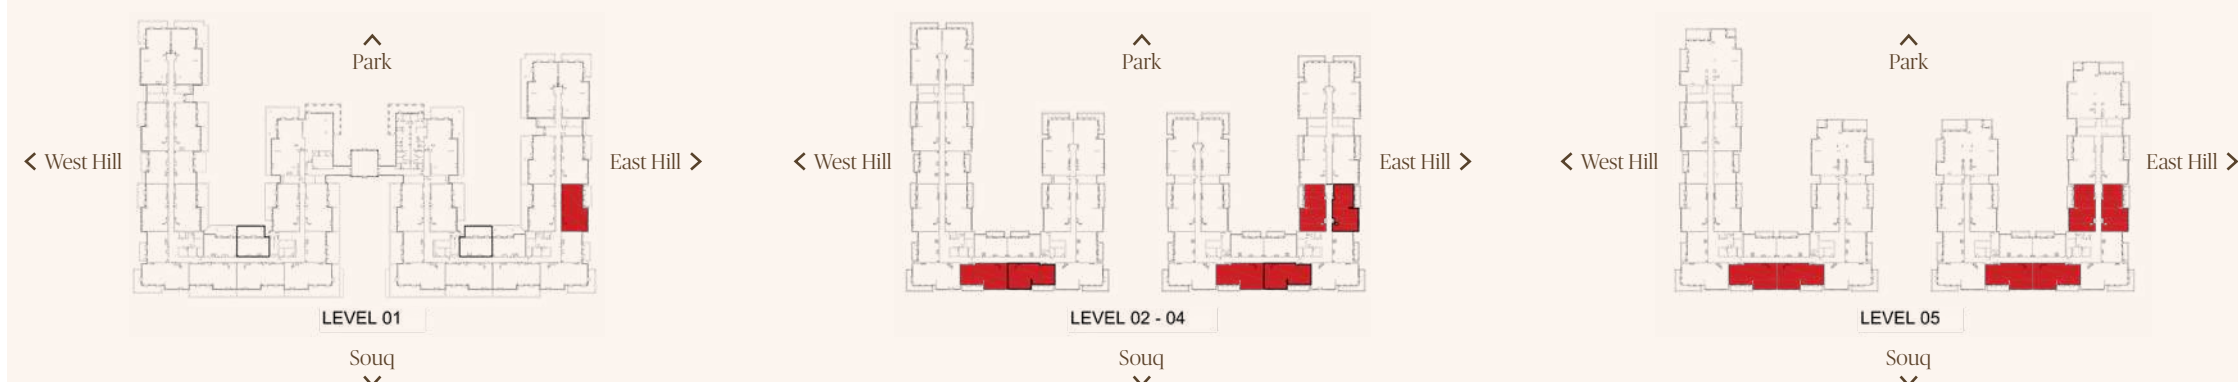 Park
Park
Park
West Hill
East Hill
West Hill
East Hill
West Hill
East Hill
LEVEL 01
LEVEL 02 - 04
LEVEL 05
Souq
Souq
Souq